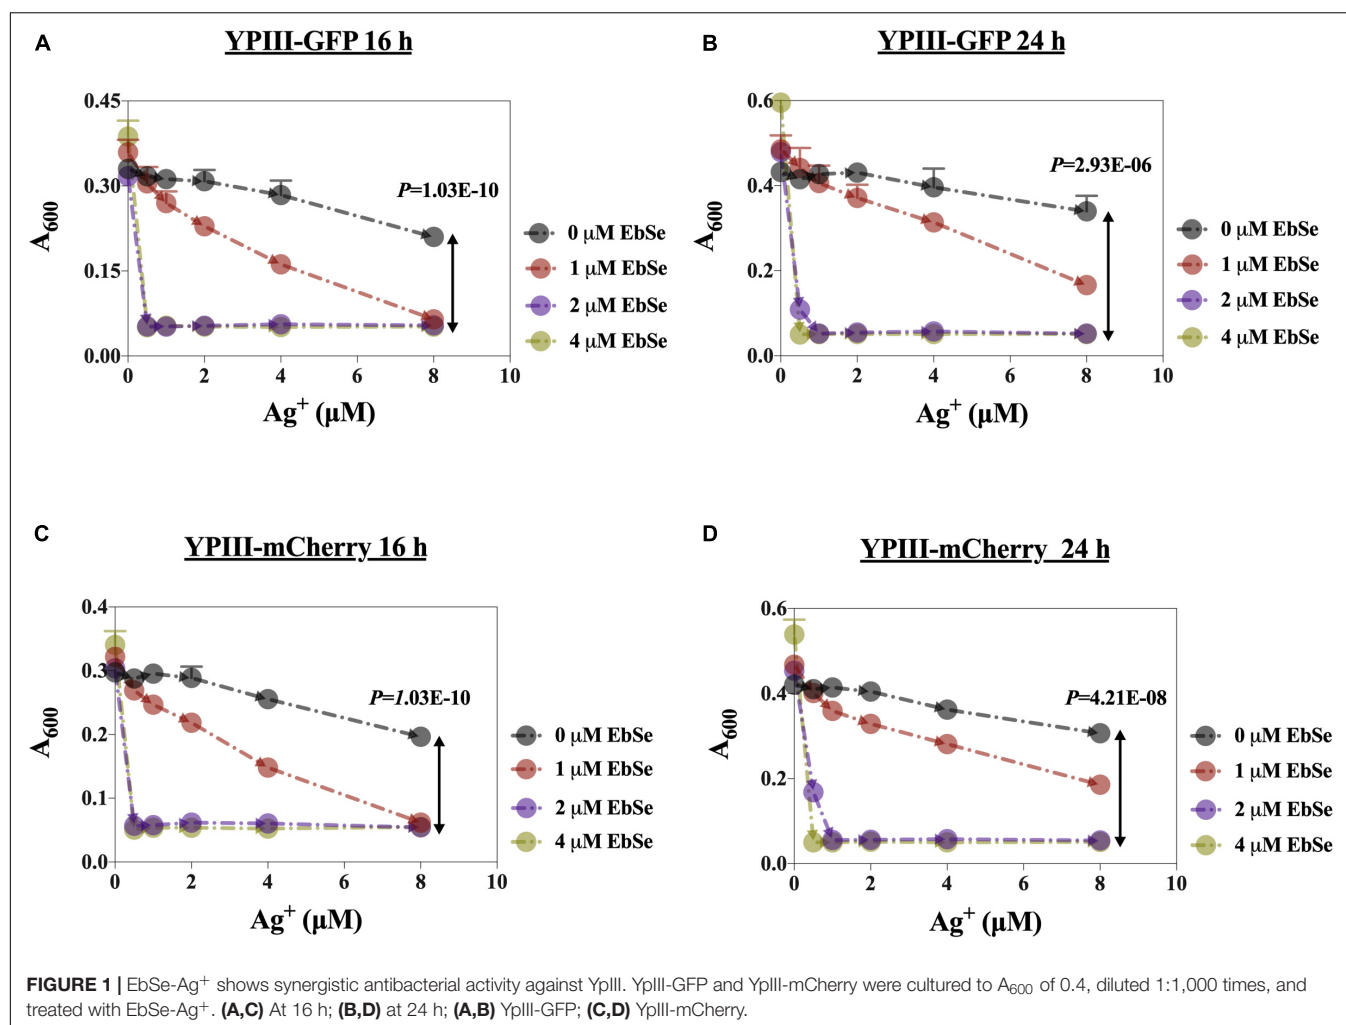 A
YPIII-GFP 16 h
0.45
0.30
0.15
0.00
A600
P=1.03E-10
0 μM EbSe
1 μM EbSe
2 μM EbSe
4 μM EbSe
0 2 4 6 8 10
Ag⁺ (μM)
B
YPIII-GFP 24 h
0.6
0.4
0.2
0.0
A600
P=2.93E-06
0 μM EbSe
1 μM EbSe
2 μM EbSe
4 μM EbSe
0 2 4 6 8 10
Ag⁺ (μM)
C
YPIII-mCherry 16 h
0.4
0.3
0.2
0.1
0.0
A600
P=1.03E-10
0 μM EbSe
1 μM EbSe
2 μM EbSe
4 μM EbSe
0 2 4 6 8 10
Ag⁺ (μM)
D
YPIII-mCherry 24 h
0.6
0.4
0.2
0.0
A600
P=4.21E-08
0 μM EbSe
1 μM EbSe
2 μM EbSe
4 μM EbSe
0 2 4 6 8 10
Ag⁺ (μM)
FIGURE 1 | EbSe-Ag⁺ shows synergistic antibacterial activity against YpIII. YpIII-GFP and YpIII-mCherry were cultured to A600 of 0.4, diluted 1:1,000 times, and
treated with EbSe-Ag⁺. (A,C) At 16 h; (B,D) at 24 h; (A,B) YpIII-GFP; (C,D) YpIII-mCherry.